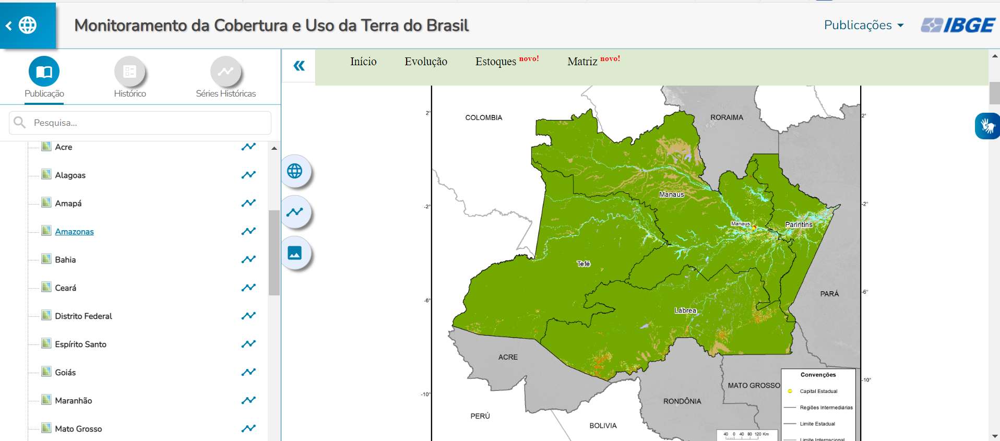 Monitoramento da Cobertura e Uso da Terra do Brasil
Publicações
IBGE
Publicação
Histórico
Séries Históricas
Pesquisa...
Acre
Alagoas
Amapá
Amazonas
Bahia
Ceará
Distrito Federal
Espírito Santo
Goiás
Maranhão
Mato Grosso
Início
Evolução
Estoques novo!
Matriz novo!
COLOMBIA
RORAIMA
2°
2°
-2°
-2°
Manaus
Manaus
Parintins
Tefé
-6°
-6°
PARÁ
Lábrea
ACRE
-10°
-10°
MATO GROSSO
RONDÔNIA
PERÚ
BOLIVIA
Convenções
Capital Estadual
Regiões Intermediárias
Limite Estadual
Limite Internacional
40 0 40 80 120 Km